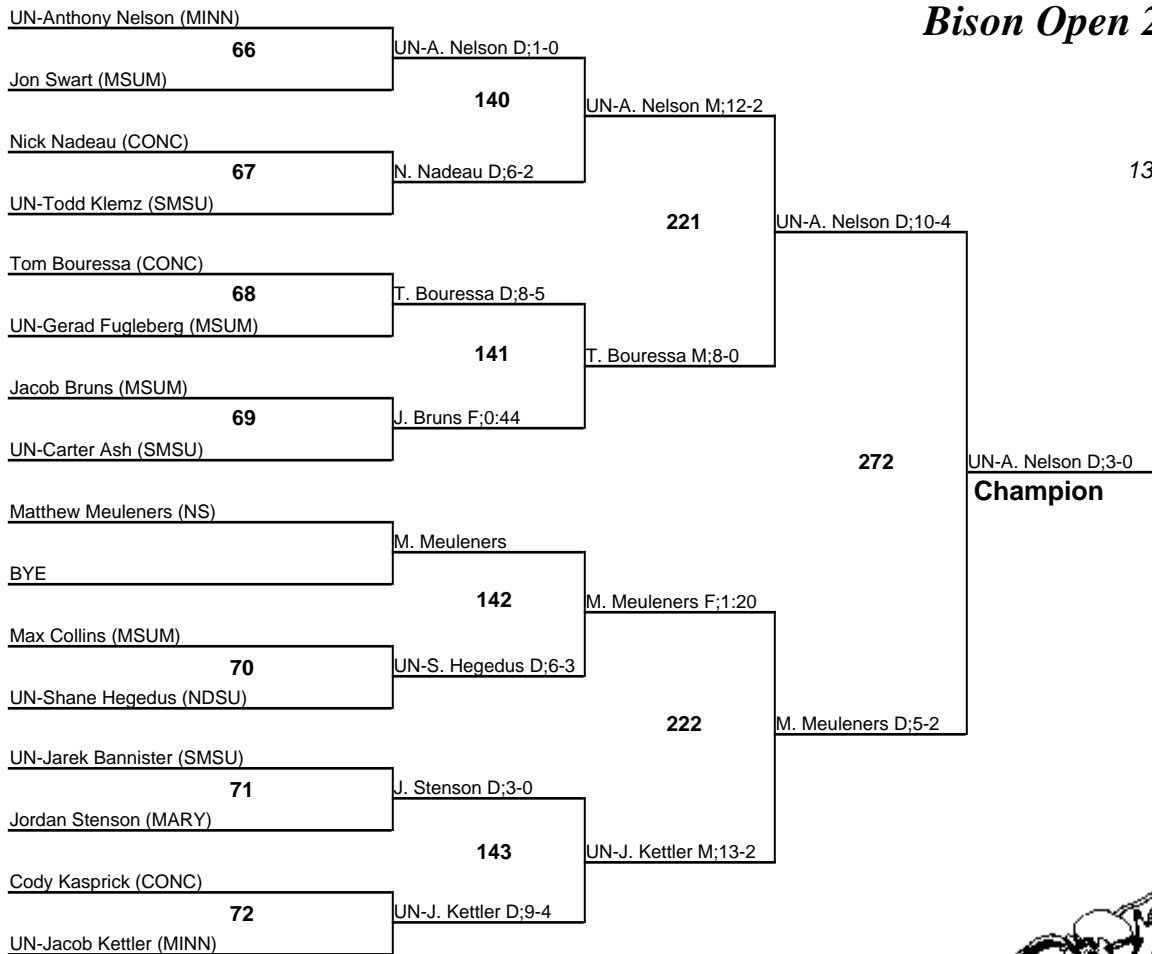 UN-Anthony Nelson (MINN)
Bison Open 2
66
UN-A. Nelson D;1-0
Jon Swart (MSUM)
140
UN-A. Nelson M;12-2
Nick Nadeau (CONC)
67
N. Nadeau D;6-2
13
UN-Todd Klemz (SMSU)
221
UN-A. Nelson D;10-4
Tom Bouressa (CONC)
68
T. Bouressa D;8-5
UN-Gerad Fugleberg (MSUM)
141
T. Bouressa M;8-0
Jacob Bruns (MSUM)
69
J. Bruns F;0:44
UN-Carter Ash (SMSU)
272
UN-A. Nelson D;3-0
Champion
Matthew Meuleners (NS)
M. Meuleners
BYE
142
M. Meuleners F;1:20
Max Collins (MSUM)
70
UN-S. Hegedus D;6-3
UN-Shane Hegedus (NDSU)
222
M. Meuleners D;5-2
UN-Jarek Bannister (SMSU)
71
J. Stenson D;3-0
Jordan Stenson (MARY)
143
UN-J. Kettler M;13-2
Cody Kasprick (CONC)
72
UN-J. Kettler D;9-4
UN-Jacob Kettler (MINN)